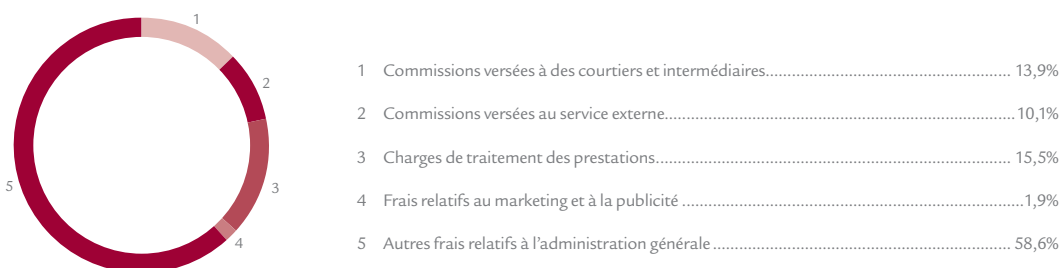 1
2
3
4
5
1 Commissions versées à des courtiers et intermédiaires............................................................ 13,9%
2 Commissions versées au service externe.....................................................................................10,1%
3 Charges de traitement des prestations....................................................................................... 15,5%
4 Frais relatifs au marketing et à la publicité ....................................................................................1,9%
5 Autres frais relatifs à l’administration générale .......................................................................... 58,6%